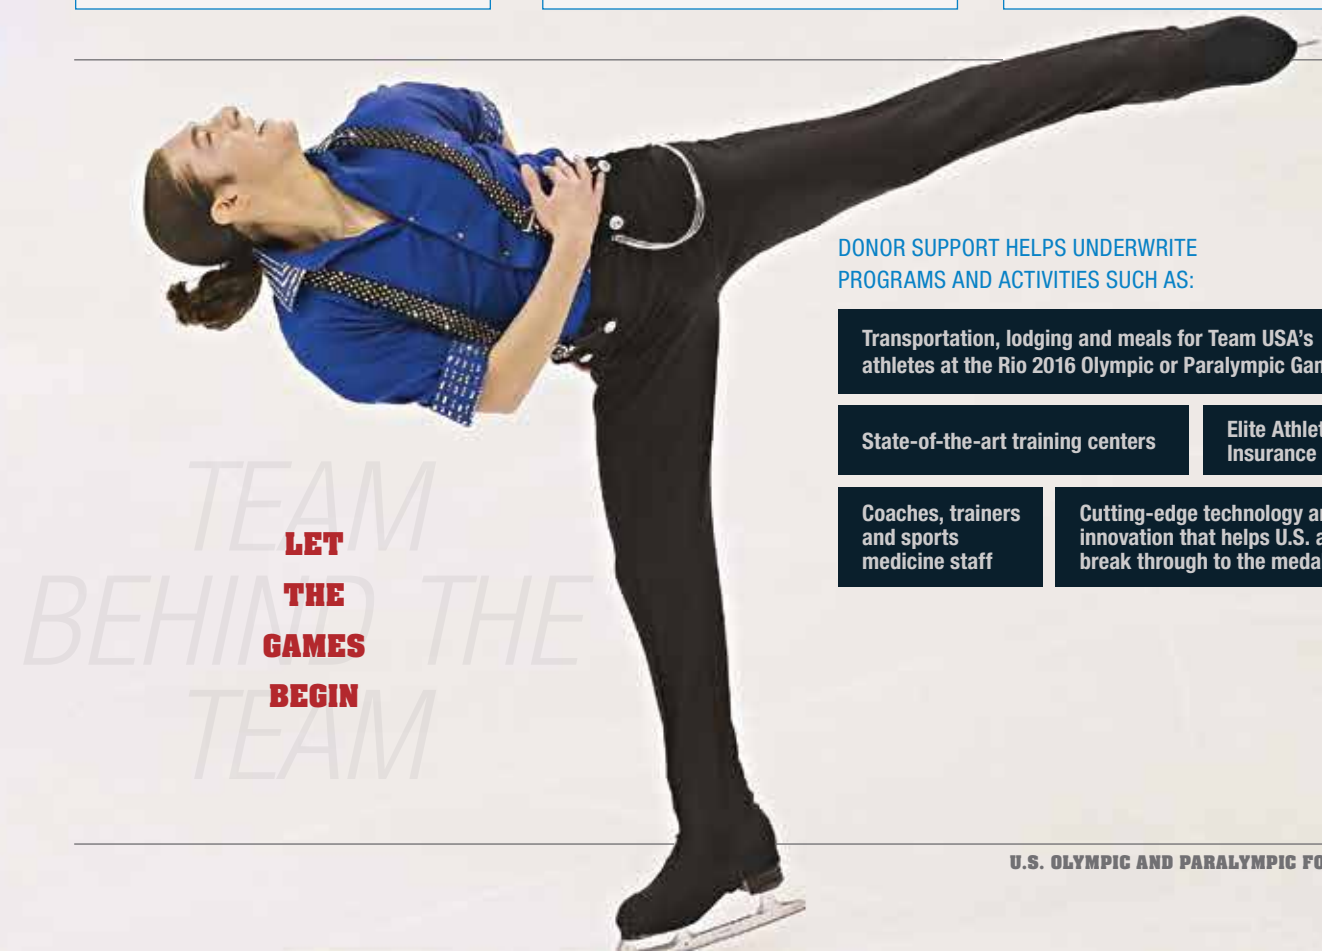 DONOR SUPPORT HELPS UNDERWRITE
PROGRAMS AND ACTIVITIES SUCH AS:
Transportation, lodging and meals for Team USA’s
athletes at the Rio 2016 Olympic or Paralympic
State-of-the-art training centers
Elite
Insurance
Coaches, trainers
and sports
medicine staff
Cutting-edge technology
innovation that helps U.S.
break through to the
TEAM
BEHIND THE
TEAM
LET
THE
GAMES
BEGIN
U.S. OLYMPIC AND PARALYMPIC